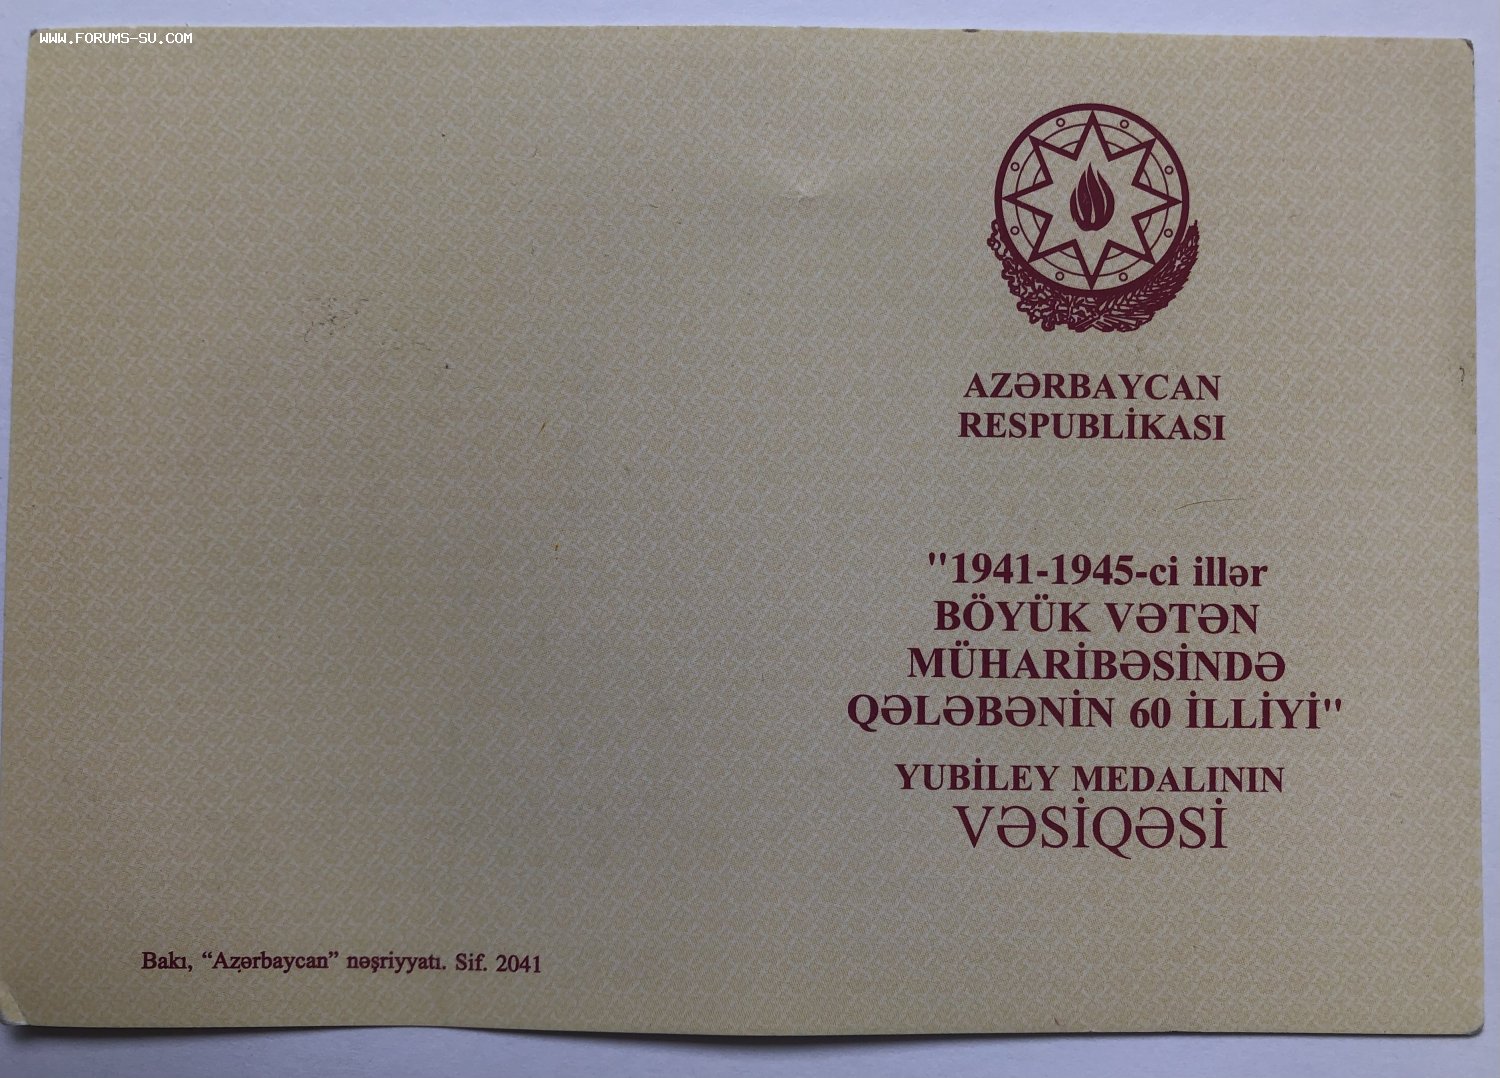 WWW.FORUMS-SU.COM
AZƏRBAYCAN
RESPUBLİKASI
"1941-1945-ci illər
BÖYÜK VƏTƏN
MÜHARİBƏSİNDƏ
QƏLƏBƏNİN 60 İLLİYİ"
YUBİLEY MEDALININ
VƏSİQƏSİ
Bakı, “Azərbaycan” nəşriyyatı. Sif. 2041